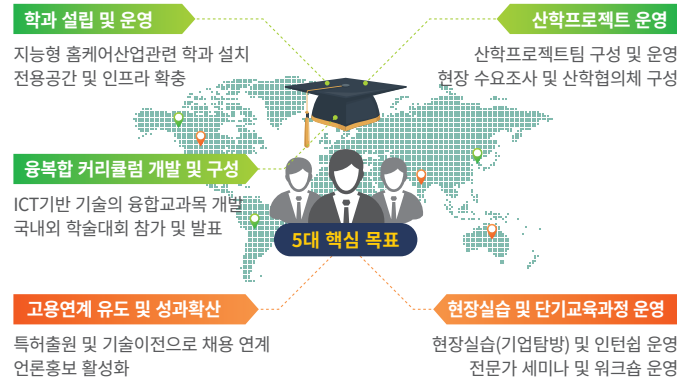 학과 설립 및 운영
지능형 홈케어산업관련 학과 설치
전용공간 및 인프라 확충
산학프로젝트 운영
산학프로젝트팀 구성 및 운영
현장 수요조사 및 산학협의체 구성
융복합 커리큘럼 개발 및 구성
ICT기반 기술의 융합교과목 개발
국내외 학술대회 참가 및 발표
5대 핵심 목표
고용연계 유도 및 성과확산
특허출원 및 기술이전으로 채용 연계
언론홍보 활성화
현장실습 및 단기교육과정 운영
현장실습(기업탐방) 및 인턴쉽 운영
전문가 세미나 및 워크숍 운영